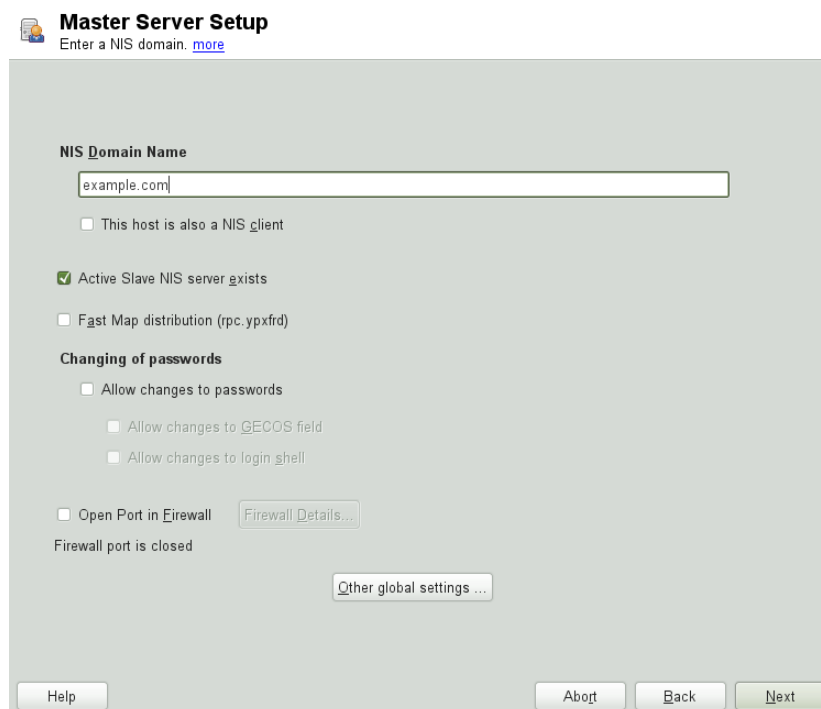 Master Server Setup
Enter a NIS domain. more
NIS Domain Name
example.com
This host is also a NIS client
Active Slave NIS server exists
Fast Map distribution (rpc.ypxfrd)
Changing of passwords
Allow changes to passwords
Allow changes to GECOS field
Allow changes to login shell
Open Port in Firewall Firewall Details...
Firewall port is closed
Other global settings ...
Help Abort Back Next